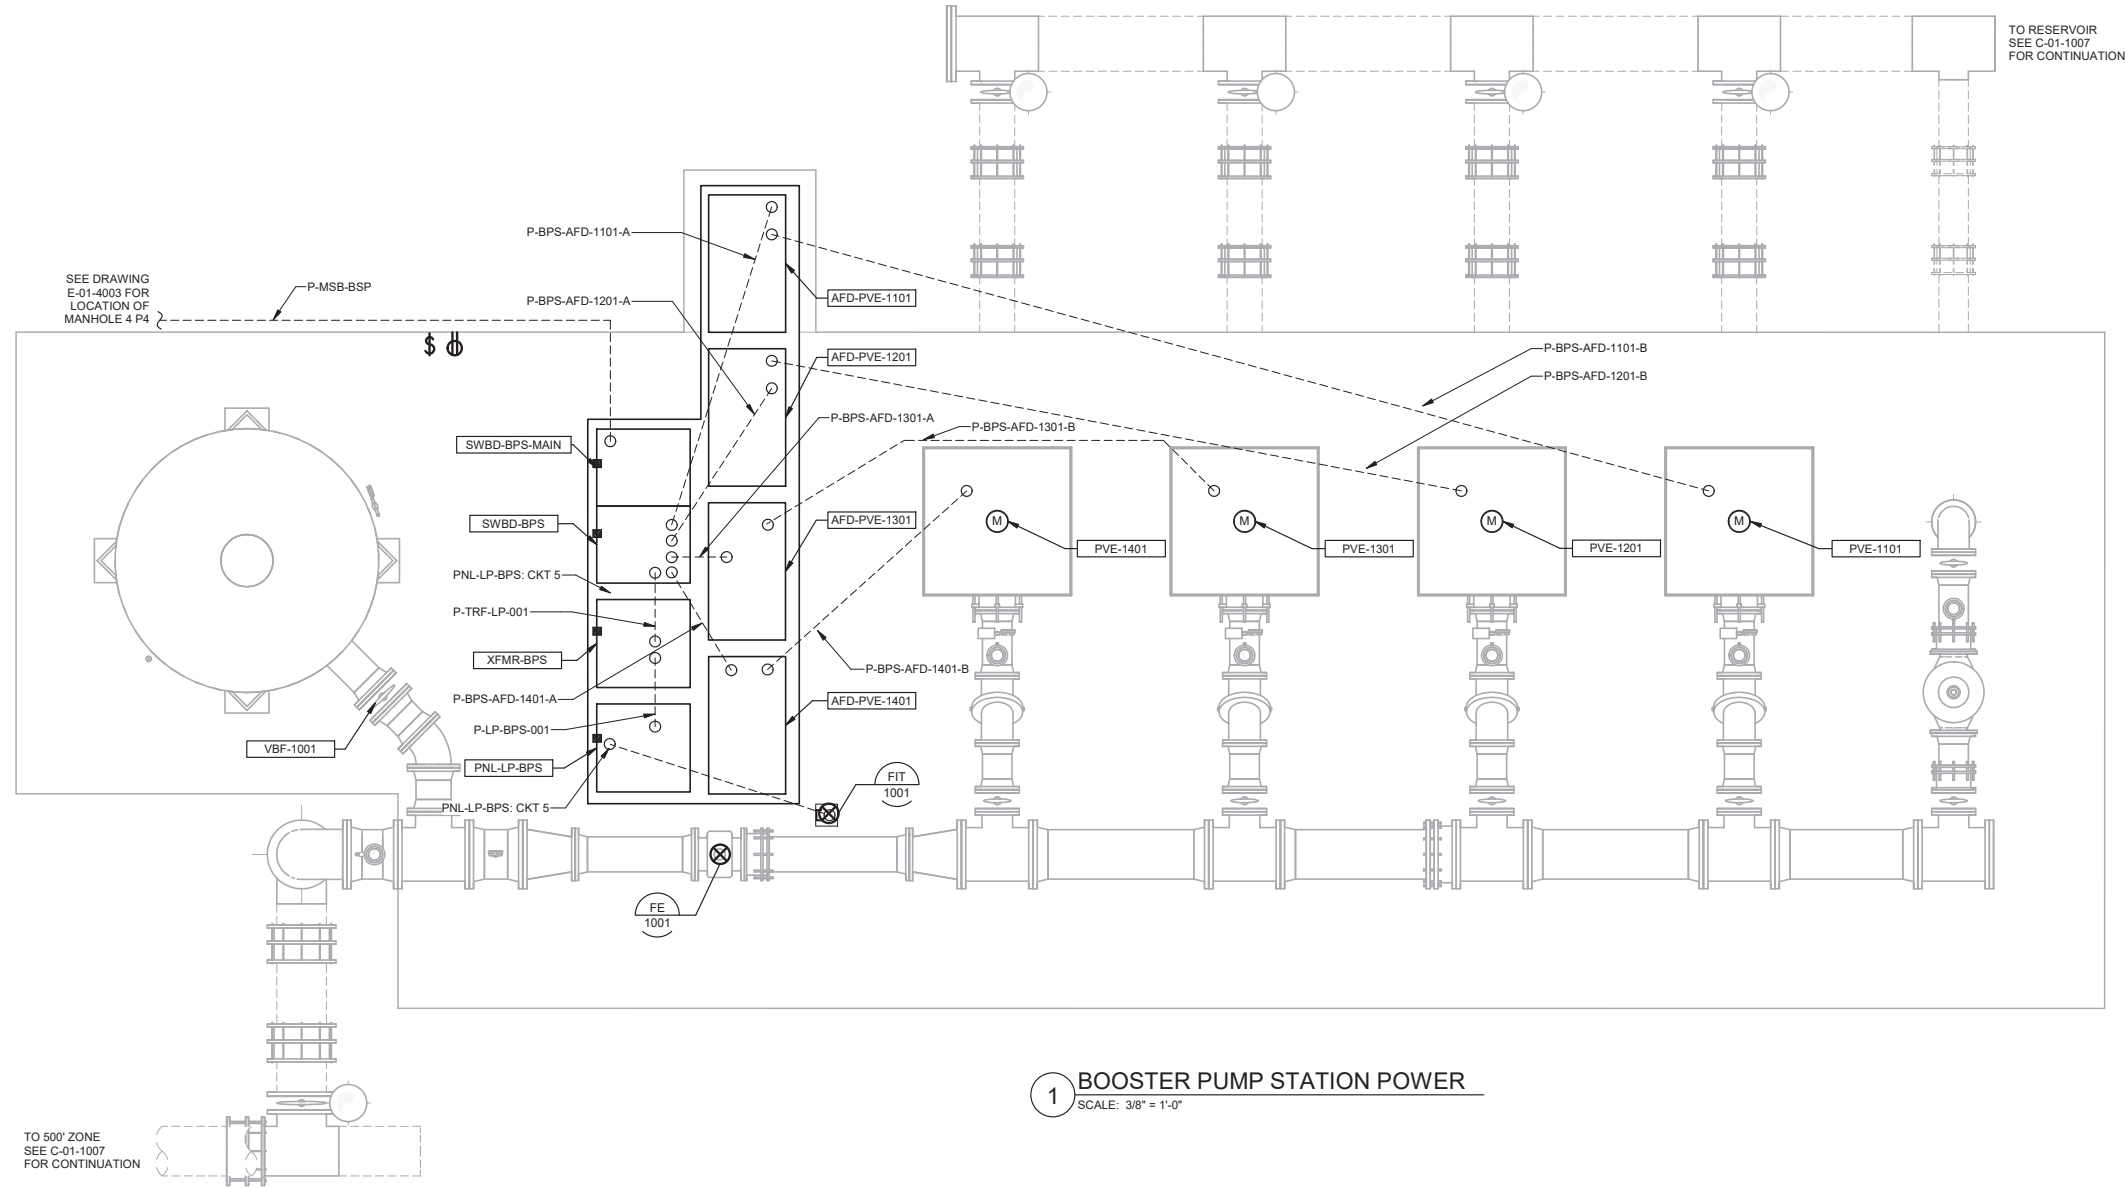 TO RESERVOIR
SEE C-01-1007
FOR CONTINUATION
P-BPS-AFD-1101-A
SEE DRAWING
E-01-4003 FOR
LOCATION OF
MANHOLE 4 P4
P-MSB-BSP
P-BPS-AFD-1201-A
AFD-PVE-1101
$
AFD-PVE-1201
P-BPS-AFD-1101-B
P-BPS-AFD-1201-B
P-BPS-AFD-1301-A
P-BPS-AFD-1301-B
SWBD-BPS-MAIN
SWBD-BPS
AFD-PVE-1301
M
M
M
M
PVE-1401
PVE-1301
PVE-1201
PVE-1101
PNL-LP-BPS: CKT 5
P-TRF-LP-001
XFMR-BPS
P-BPS-AFD-1401-B
P-BPS-AFD-1401-A
AFD-PVE-1401
P-LP-BPS-001
VBF-1001
PNL-LP-BPS
FIT
1001
PNL-LP-BPS: CKT 5
FE
1001
1
BOOSTER PUMP STATION POWER
SCALE: 3/8" = 1'-0"
TO 500' ZONE
SEE C-01-1007
FOR CONTINUATION